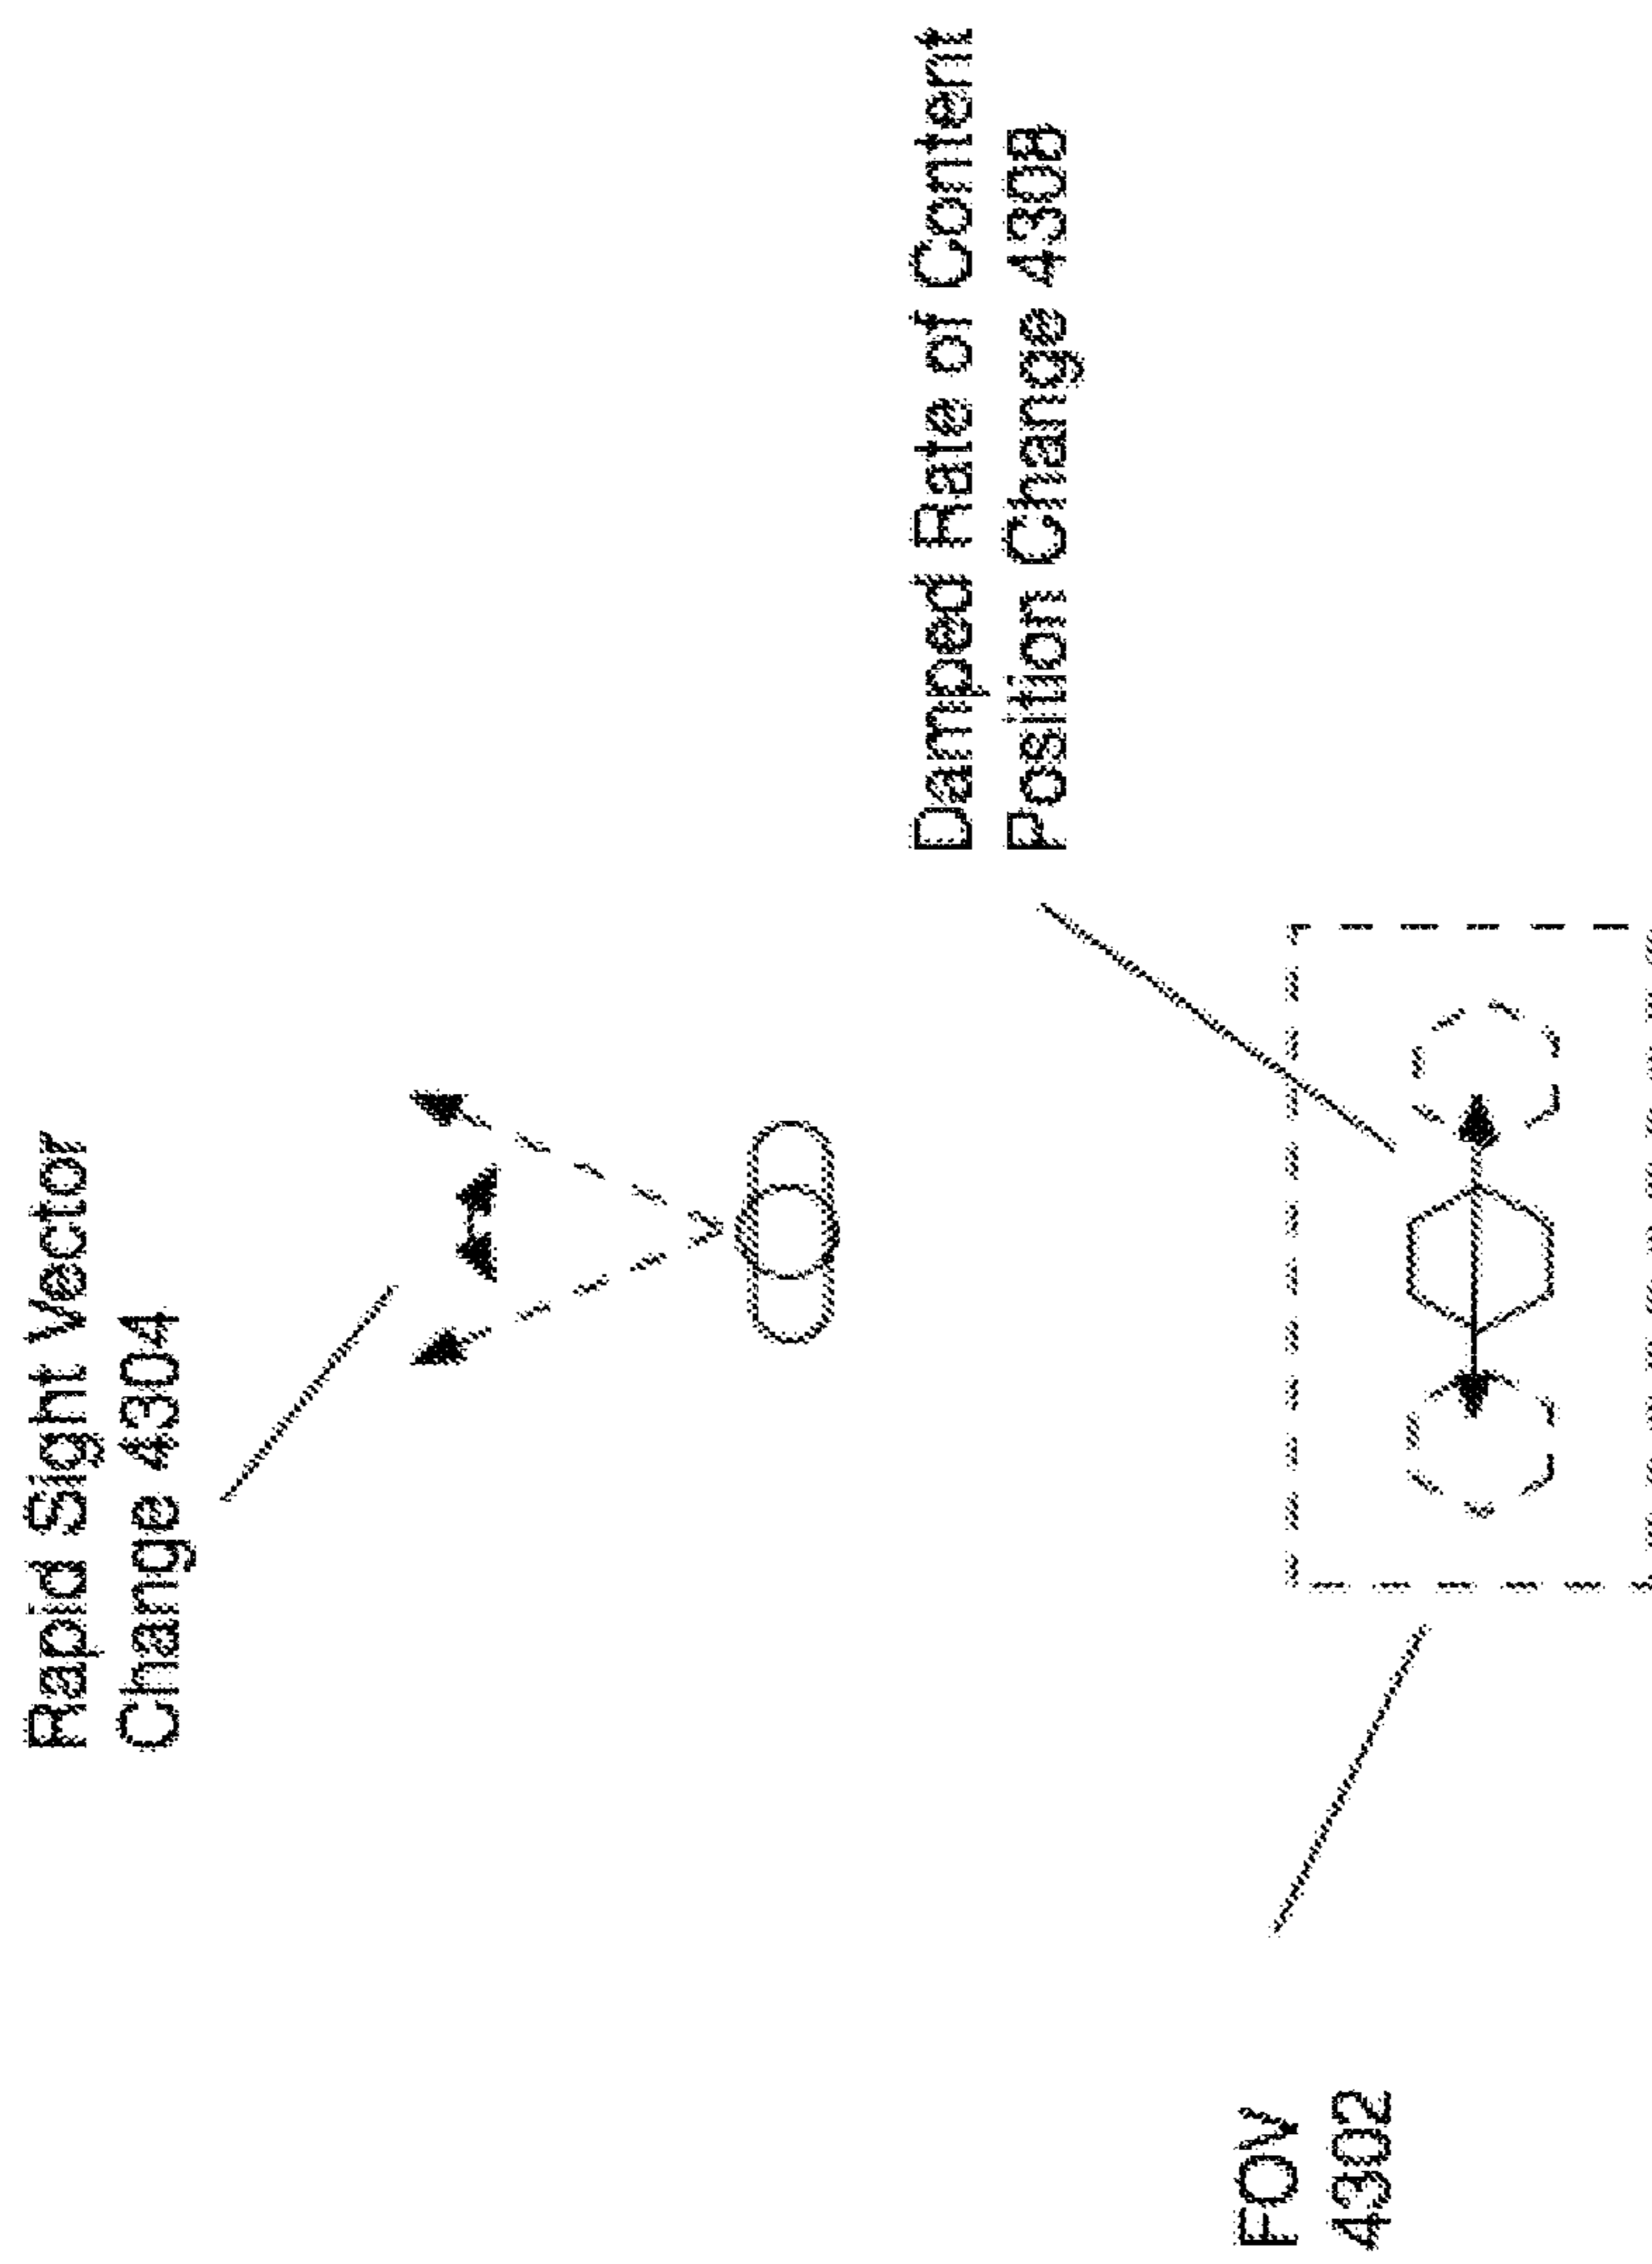 Rapid Sight Vector
Change 4304
Damped Rate of Content
Position Change 4308
FOV
4302